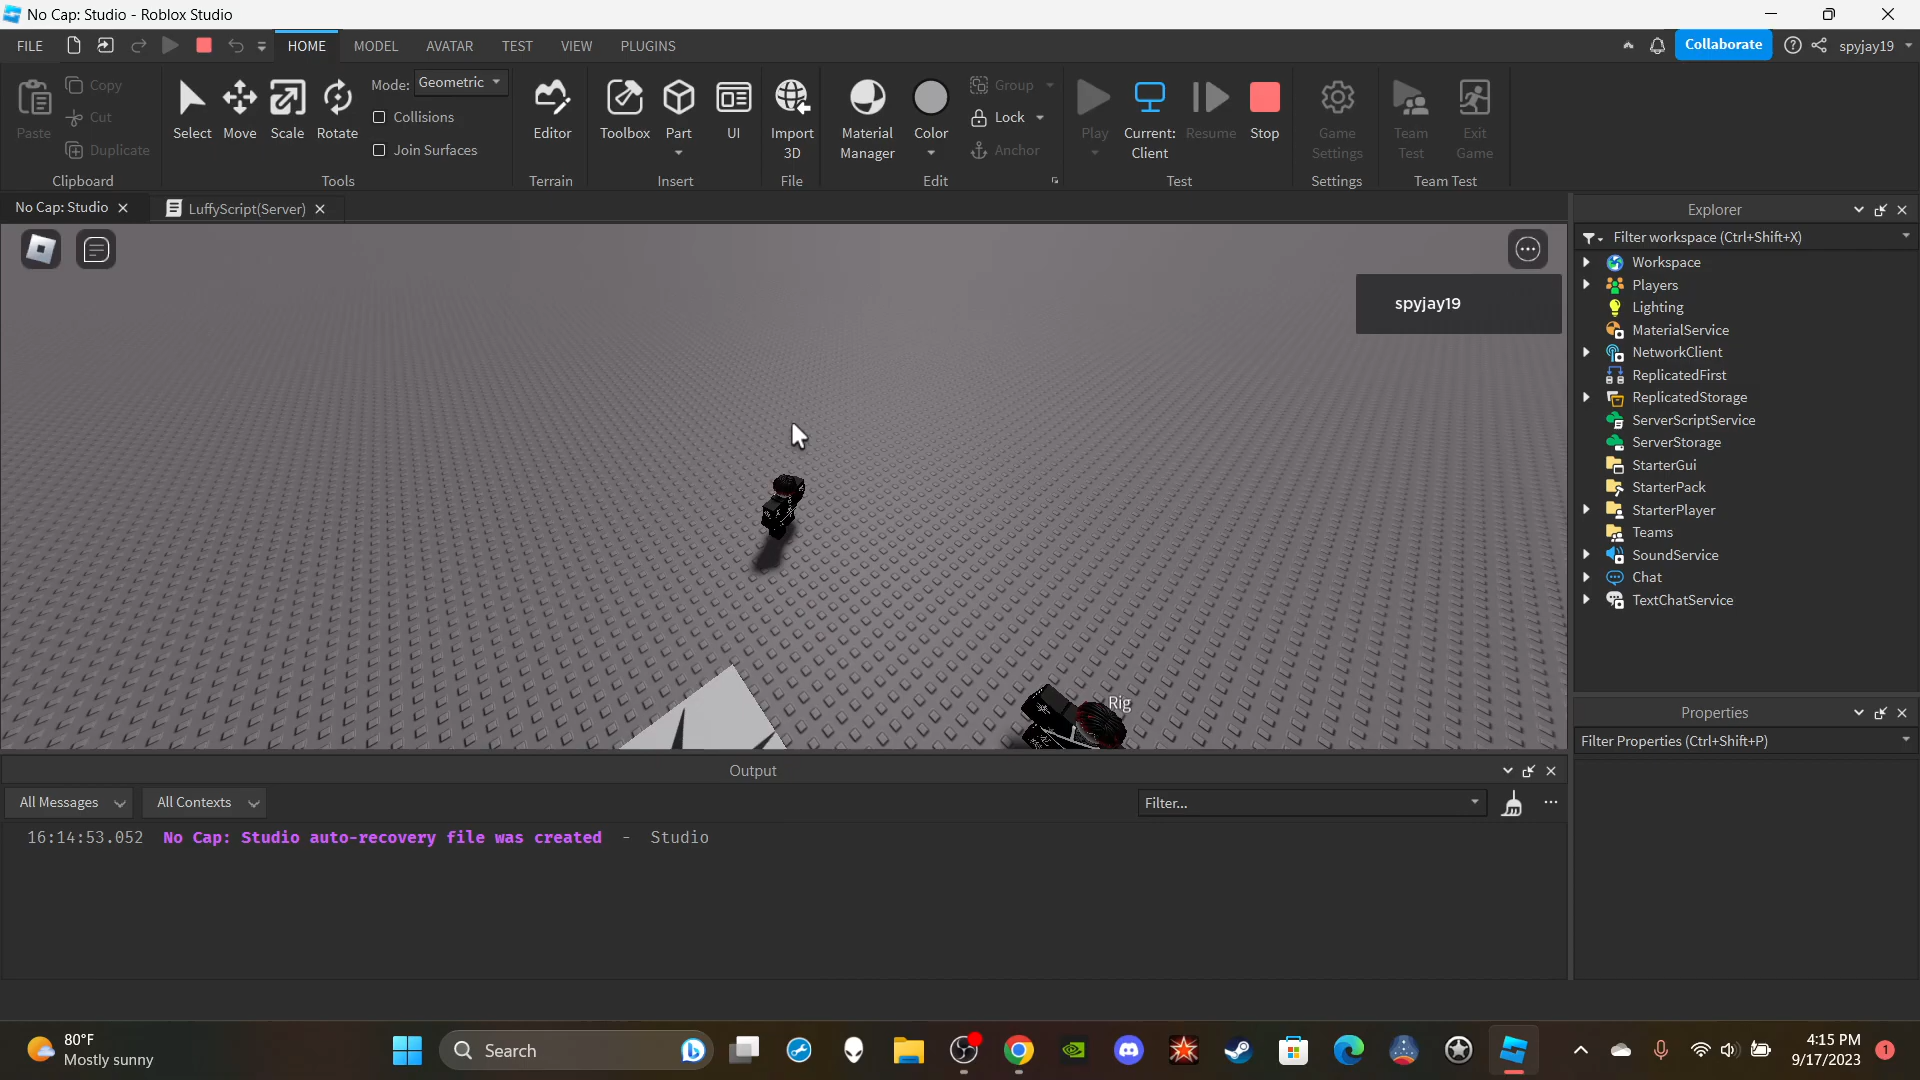 No Cap: Studio - Roblox Studio
FILE HOME MODEL AVATAR TEST VIEW PLUGINS Collaborate spyjay19
Paste Copy Cut Duplicate
Clipboard
Select Move Scale Rotate
Mode: Geometric
Collisions
Join Surfaces
Tools
Editor
Terrain
Toolbox Part UI
Insert
Import
3D
File
Material
Manager
Color
Group
Lock
Anchor
Edit
Play
Current:
Client
Resume Stop
Test
Game
Settings
Settings
Team
Test
Exit
Game
Team Test
No Cap: Studio LuffyScript(Server)
spyjay19
Rig
Explorer
Filter workspace (Ctrl+Shift+X)
Workspace
Players
Lighting
MaterialService
NetworkClient
ReplicatedFirst
ReplicatedStorage
ServerScriptService
ServerStorage
StarterGui
StarterPack
StarterPlayer
Teams
SoundService
Chat
TextChatService
Properties
Filter Properties (Ctrl+Shift+P)
Output
All Messages All Contexts Filter...
16:14:53.052 No Cap: Studio auto-recovery file was created - Studio
80°F
Mostly sunny
Search
4:15 PM
9/17/2023
1